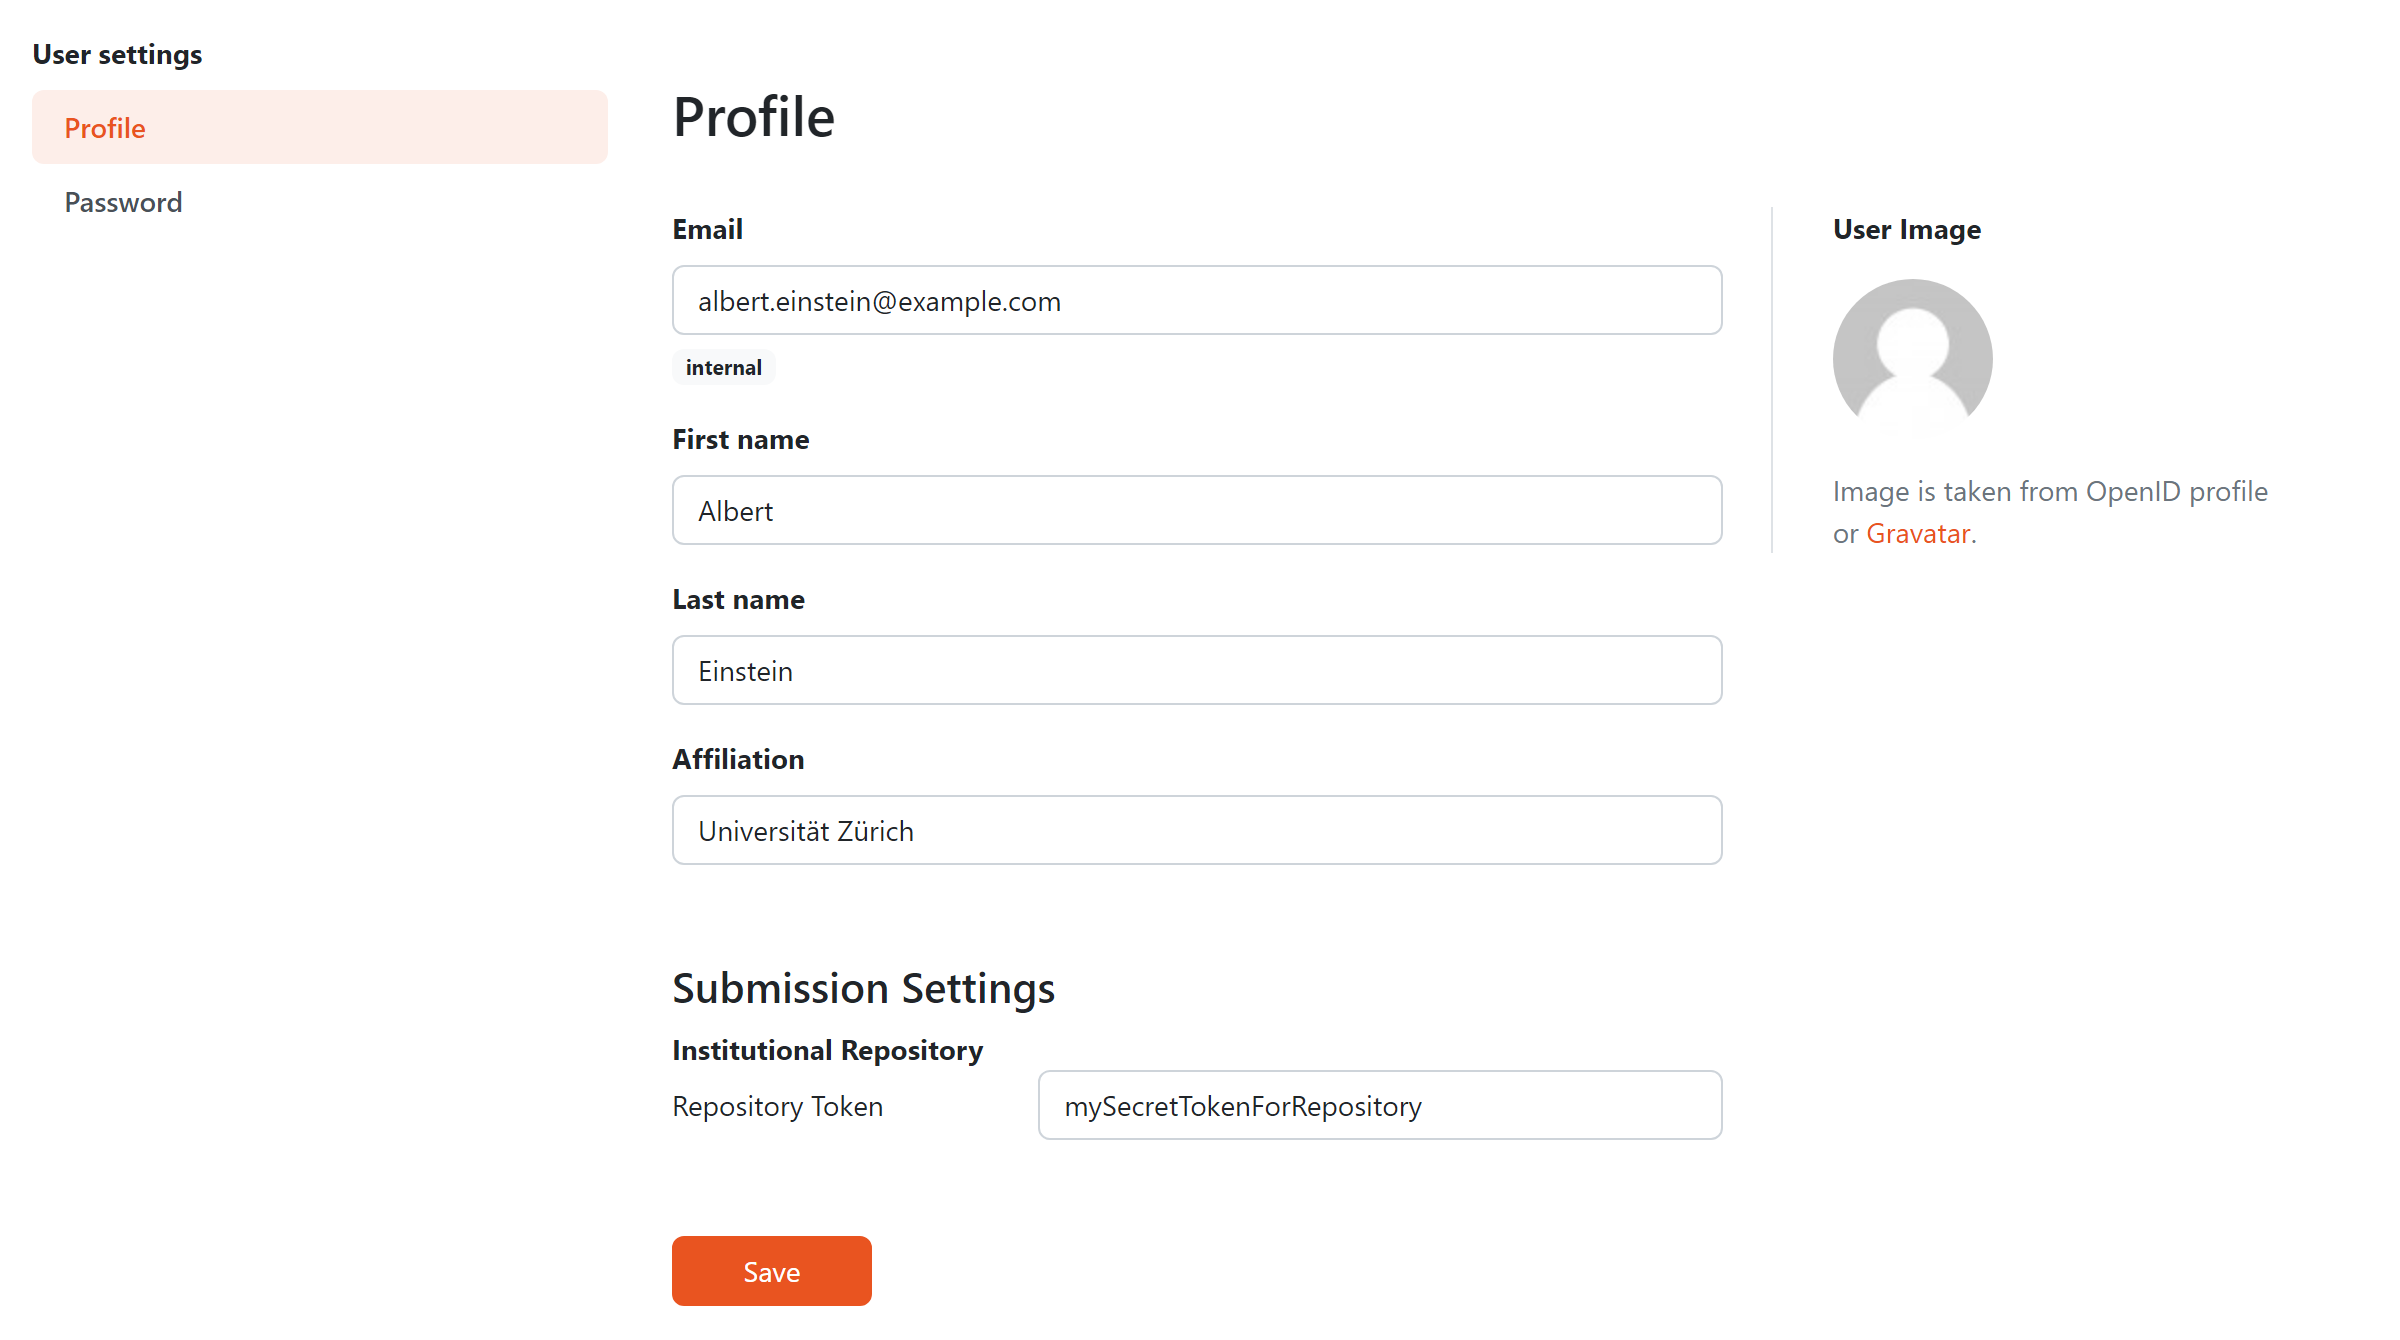 User settings
Profile
Password
Profile
Email
albert.einstein@example.com
internal
First name
Albert
Last name
Einstein
Affiliation
Universität Zürich
User Image
Image is taken from OpenID profile
or Gravatar.
Submission Settings
Institutional Repository
Repository Token
mySecretTokenForRepository
Save